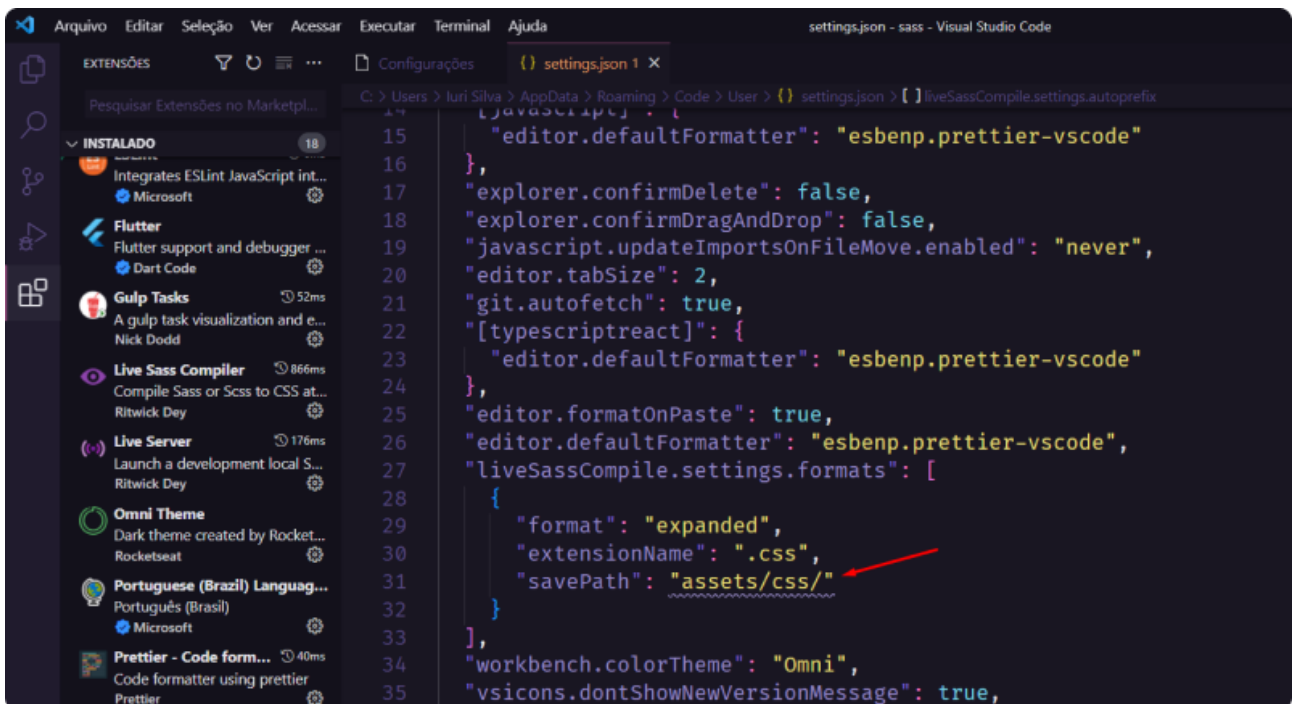 Arquivo Editar Seleção Ver Acessar Executar Terminal Ajuda
settings.json - sass - Visual Studio Code
EXTENSÕES
Pesquisar Extensões no Marketpl...
INSTALADO 18
Integrates ESLint JavaScript int...
Microsoft
Flutter
Flutter support and debugger ...
Dart Code
Gulp Tasks 52ms
A gulp task visualization and e...
Nick Dodd
Live Sass Compiler 866ms
Compile Sass or Scss to CSS at...
Ritwick Dey
Live Server 176ms
Launch a development local S...
Ritwick Dey
Omni Theme
Dark theme created by Rocket...
Rocketseat
Portuguese (Brazil) Languag...
Português (Brasil)
Microsoft
Prettier - Code form... 40ms
Code formatter using prettier
Prettier
Configurações
{} settings.json 1 ×
C: > Users > Iuri Silva > AppData > Roaming > Code > User > {} settings.json > [ ] liveSassCompile.settings.autoprefix
14 "[javascript]": {
15 "editor.defaultFormatter": "esbenp.prettier-vscode"
16 },
17 "explorer.confirmDelete": false,
18 "explorer.confirmDragAndDrop": false,
19 "javascript.updateImportsOnFileMove.enabled": "never",
20 "editor.tabSize": 2,
21 "git.autofetch": true,
22 "[typescriptreact]": {
23 "editor.defaultFormatter": "esbenp.prettier-vscode"
24 },
25 "editor.formatOnPaste": true,
26 "editor.defaultFormatter": "esbenp.prettier-vscode",
27 "liveSassCompile.settings.formats": [
28 {
29 "format": "expanded",
30 "extensionName": ".css",
31 "savePath": "assets/css/"
32 }
33 ],
34 "workbench.colorTheme": "Omni",
35 "vsicons.dontShowNewVersionMessage": true,